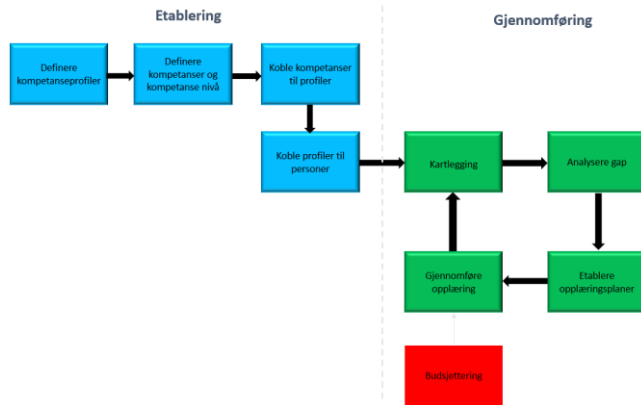 Etablering
Gjennomføring
Definere
kompetanseprofiler
Definere
kompetanser og
kompetanse nivå
Koble kompetanser
til profiler
Koble profiler til
personer
Kartlegging
Analysere gap
Gjennomføre
opplæring
Etablere
opplæringsplaner
Budsjettering